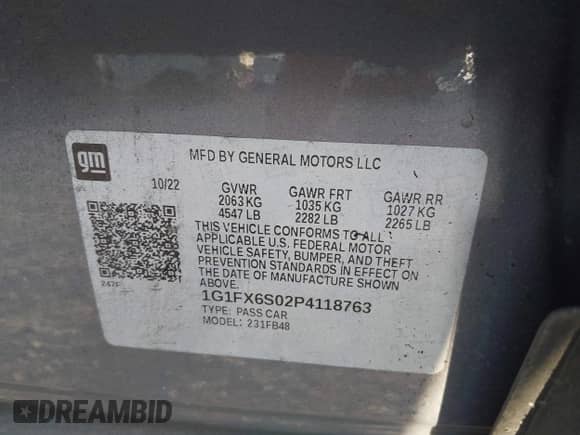 gm
MFD BY GENERAL MOTORS LLC
10/22 GVWR GAWR FRT GAWR RR
2063 KG 1035 KG 1027 KG
4547 LB 2282 LB 2265 LB
THIS VEHICLE CONFORMS TO ALL
APPLICABLE U.S. FEDERAL MOTOR
VEHICLE SAFETY, BUMPER, AND THEFT
PREVENTION STANDARDS IN EFFECT ON
THE DATE OF MANUFACTURE SHOWN
ABOVE.
1G1FX6S02P4118763
TYPE: PASS CAR
MODEL: 231FB48
DREAMBID